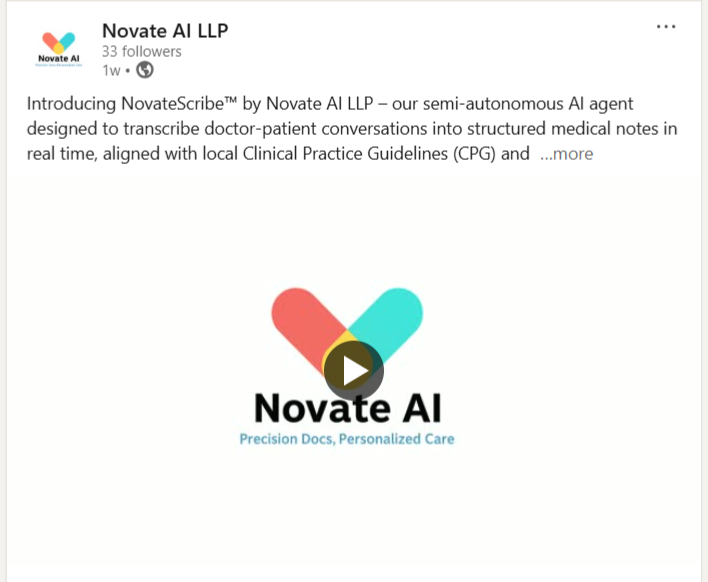 Novate AI
Novate AI LLP
33 followers
1w •
Introducing NovateScribe™ by Novate AI LLP – our semi-autonomous AI agent
designed to transcribe doctor-patient conversations into structured medical notes in
real time, aligned with local Clinical Practice Guidelines (CPG) and ...more
Novate AI
Precision Docs, Personalized Care